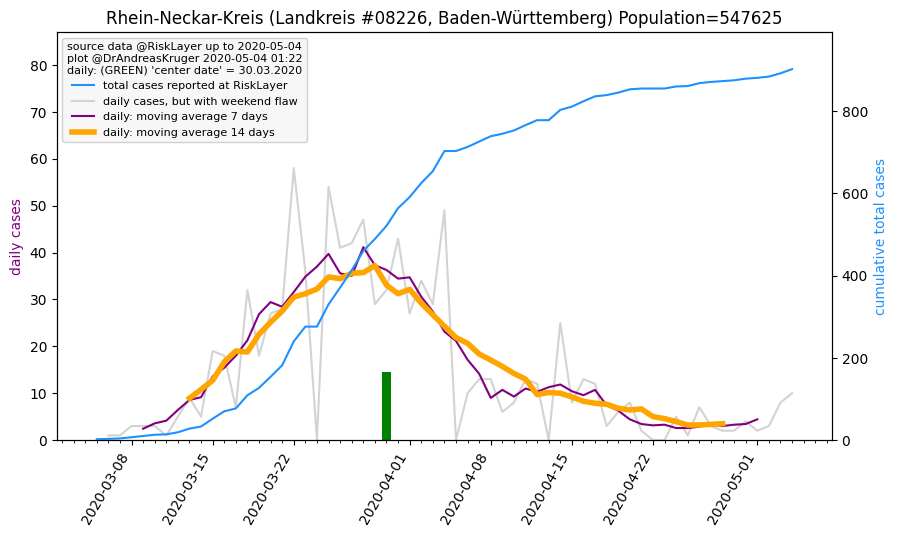 Rhein-Neckar-Kreis (Landkreis #08226, Baden-Württemberg) Population=547625
source data @RiskLayer up to 2020-05-04
plot @DrAndreasKruger 2020-05-04 01:22
daily: (GREEN) 'center date' = 30.03.2020
total cases reported at RiskLayer
daily cases, but with weekend flaw
daily: moving average 7 days
daily: moving average 14 days
daily cases
80
70
60
50
40
30
20
10
0
cumulative total cases
800
600
400
200
0
2020-03-08
2020-03-15
2020-03-22
2020-04-01
2020-04-08
2020-04-15
2020-04-22
2020-05-01